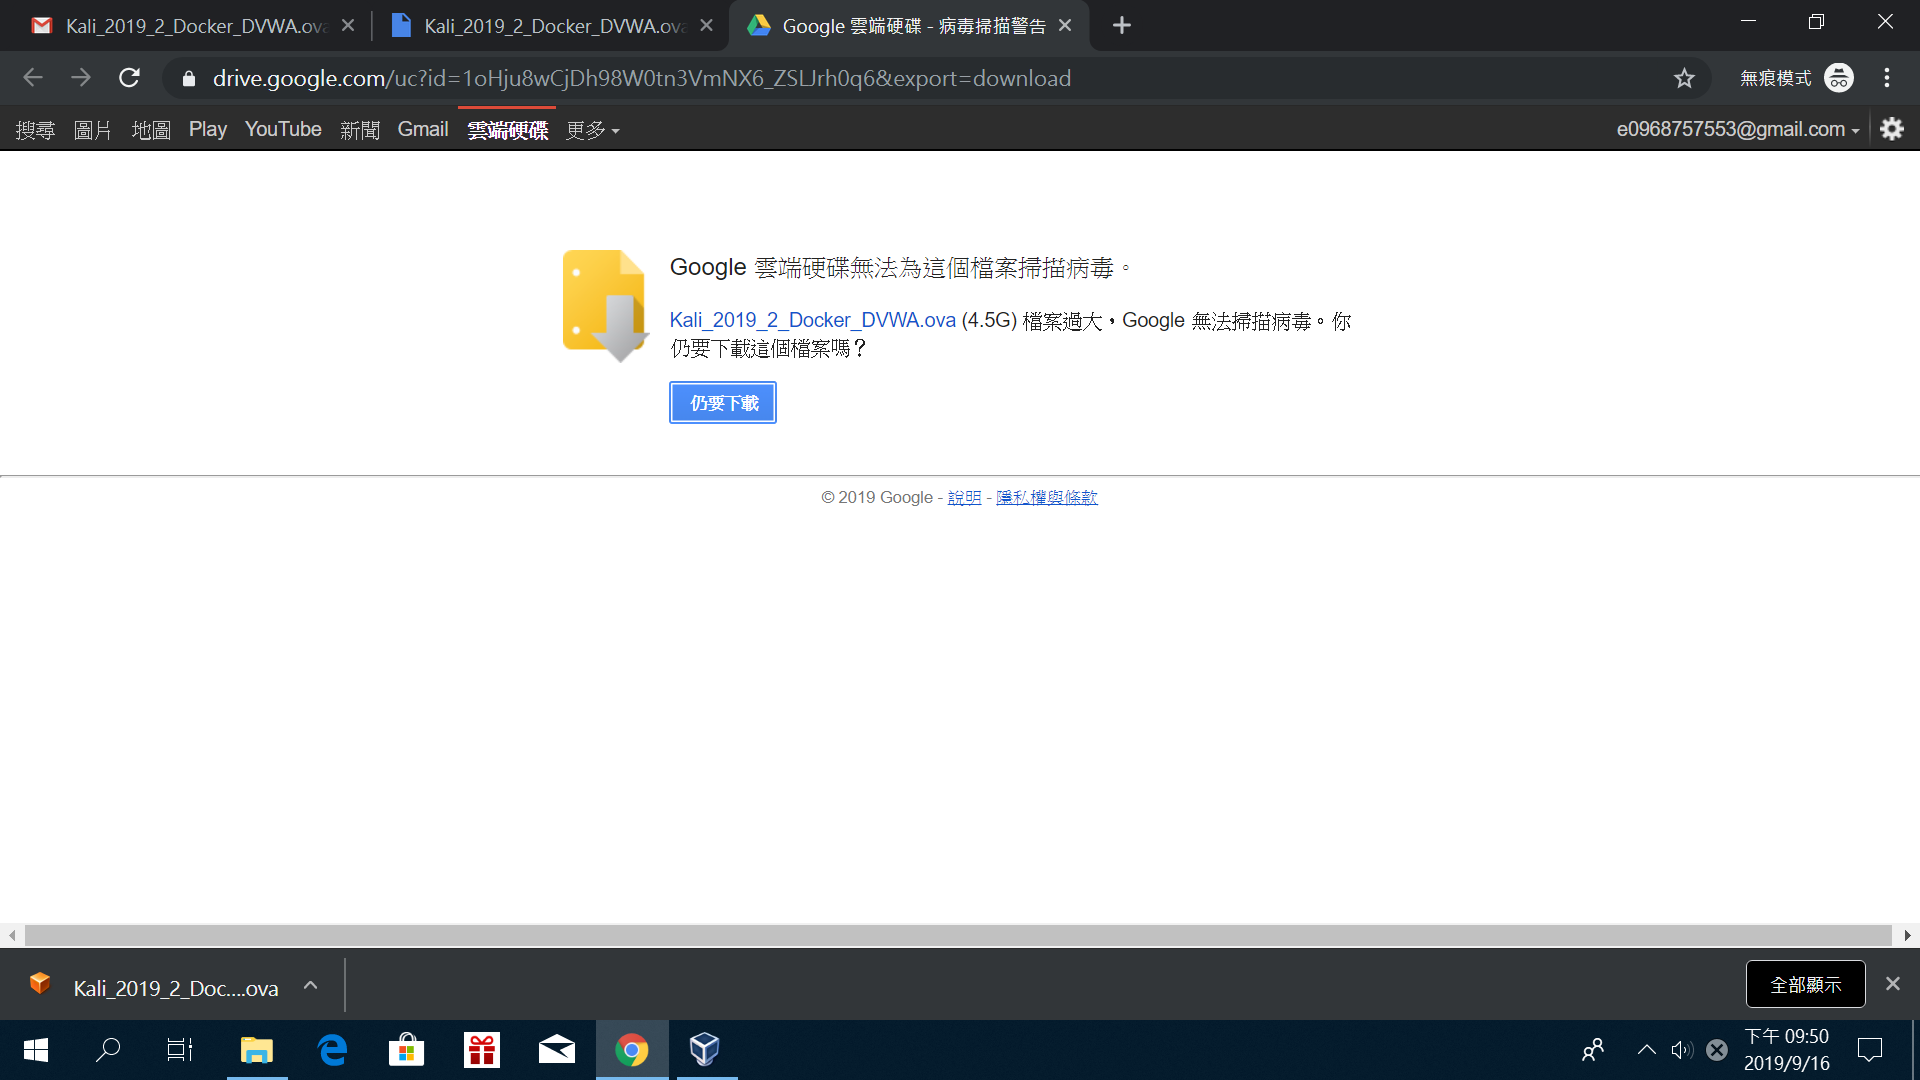 Kali_2019_2_Docker_DVWA.ova
Kali_2019_2_Docker_DVWA.ova
Google 雲端硬碟 - 病毒掃描警告
drive.google.com/uc?id=1oHju8wCjDh98W0tn3VmNX6_ZSLJrh0q6&export=download
無痕模式
搜尋 圖片 地圖 Play YouTube 新聞 Gmail 雲端硬碟 更多
e0968757553@gmail.com
Google 雲端硬碟無法為這個檔案掃描病毒。
Kali_2019_2_Docker_DVWA.ova (4.5G) 檔案過大，Google 無法掃描病毒。你
仍要下載這個檔案嗎？
仍要下載
© 2019 Google - 說明 - 隱私權與條款
Kali_2019_2_Doc....ova
全部顯示
下午 09:50
2019/9/16